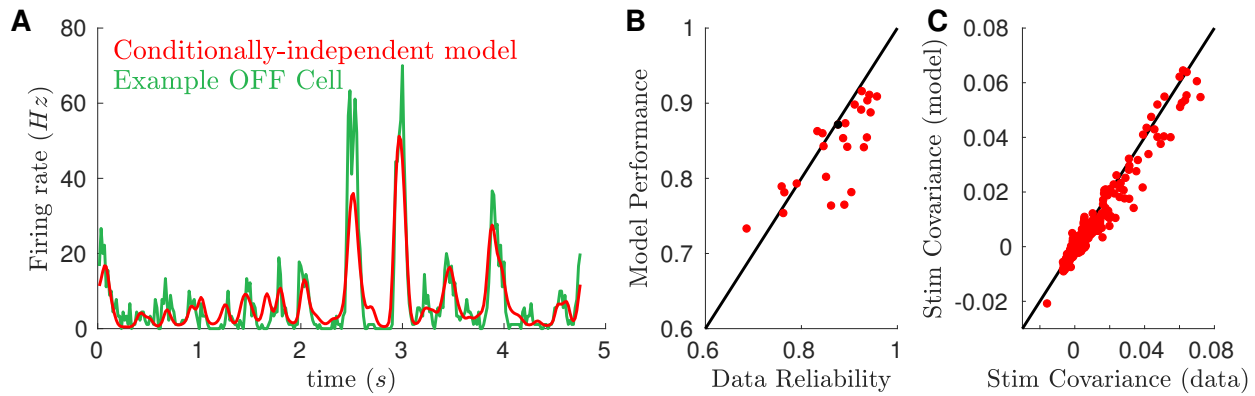 A
Firing rate (Hz)
80
60
40
20
0
Conditionally-independent model
Example OFF Cell
0 1 2 3 4 5
time (s)
B
Model Performance
1
0.9
0.8
0.7
0.6
0.6 0.8 1
Data Reliability
C
Stim Covariance (model)
0.08
0.06
0.04
0.02
0
-0.02
0 0.04 0.08
Stim Covariance (data)